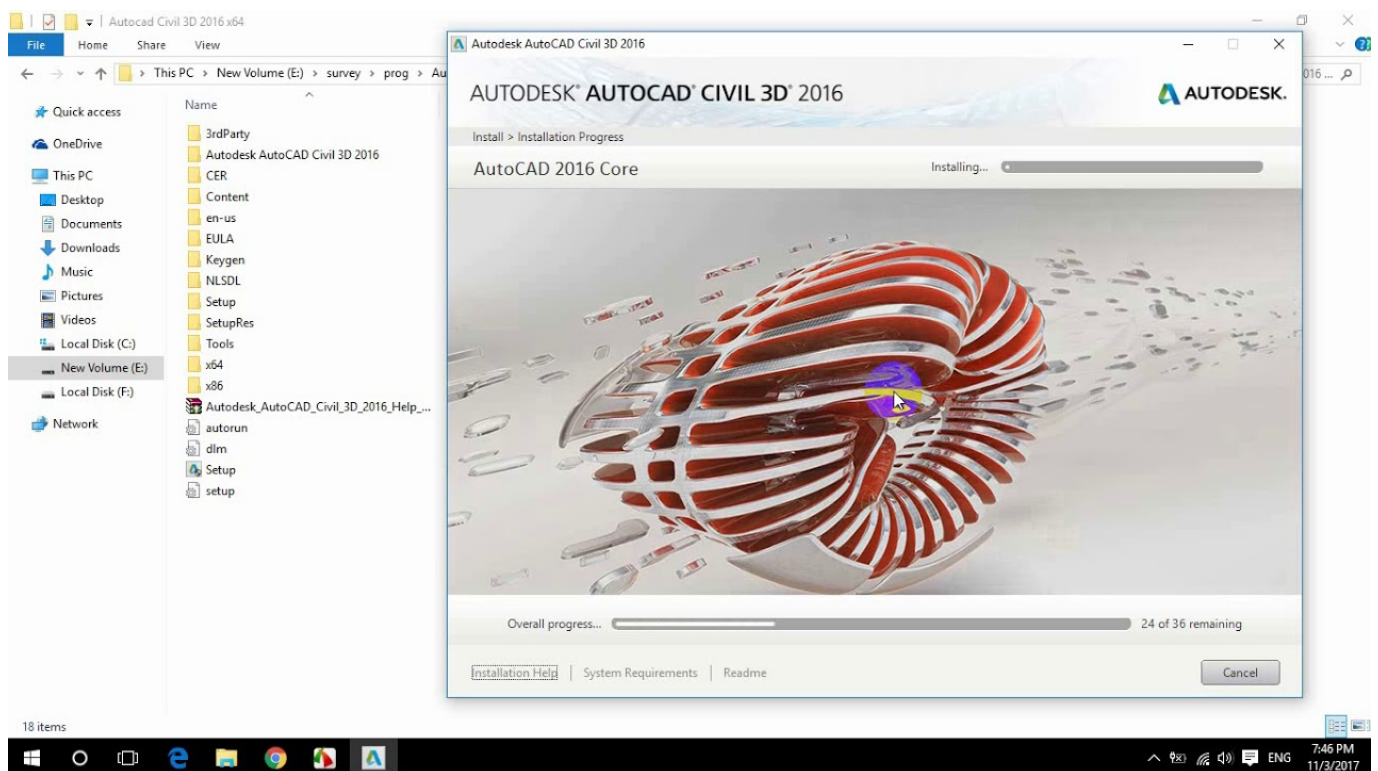 Autocad Civil 3D 2016 x64
File Home Share View
This PC > New Volume (E:) > survey > prog > Au
016 ...
Quick access
OneDrive
This PC
Desktop
Documents
Downloads
Music
Pictures
Videos
Local Disk (C:)
New Volume (E:)
Local Disk (F:)
Network
Name
3rdParty
Autodesk AutoCAD Civil 3D 2016
CER
Content
en-us
EULA
Keygen
NLSDL
Setup
SetupRes
Tools
x64
x86
Autodesk_AutoCAD_Civil_3D_2016_Help_...
autorun
dlm
Setup
setup
18 items
Autodesk AutoCAD Civil 3D 2016
AUTODESK® AUTOCAD® CIVIL 3D® 2016
AUTODESK.
Install > Installation Progress
AutoCAD 2016 Core
Installing...
Overall progress...
24 of 36 remaining
Installation Help | System Requirements | Readme
Cancel
ENG
7:46 PM
11/3/2017